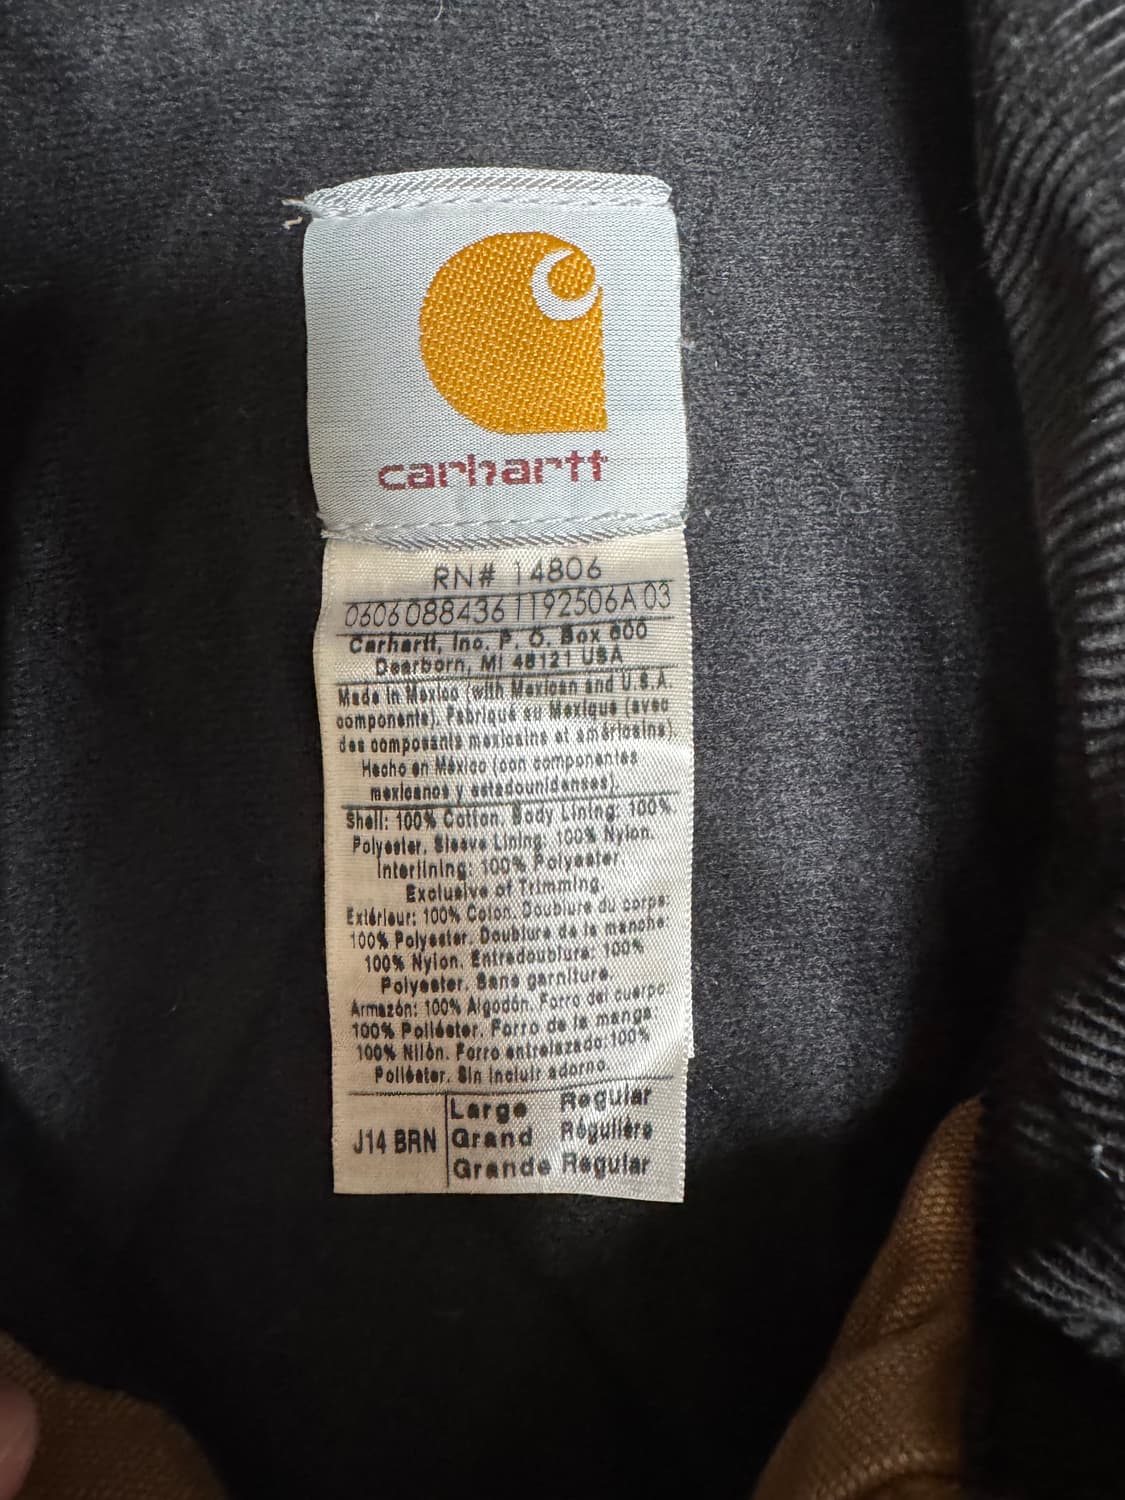 carhartt
RN# 14806
0606088436 1192506A 03
Carhartt, Inc. P. O. Box 600
Dearborn, MI 48121 USA
Made in Mexico (with Mexican and U.S.A.
components). Fabriqué au Mexique (avec
des composants mexicains et américains).
Hecho en México (con componentes
mexicanos y estadounidenses).
Shell: 100% Cotton. Body Lining: 100%
Polyester. Sleeve Lining: 100% Nylon.
Interlining: 100% Polyester
Exclusive of Trimming.
Extérieur: 100% Coton. Doublure du corps:
100% Polyester. Doublure de la manche:
100% Nylon. Entredoublure: 100%
Polyester. Sans garniture.
Armazón: 100% Algodón. Forro del cuerpo:
100% Poliéster. Forro de la manga:
100% Nilón. Forro entrelazado: 100%
Poliéster. Sin incluir adorno.
J14 BRN
Large Regular
Grand Régulière
Grande Regular